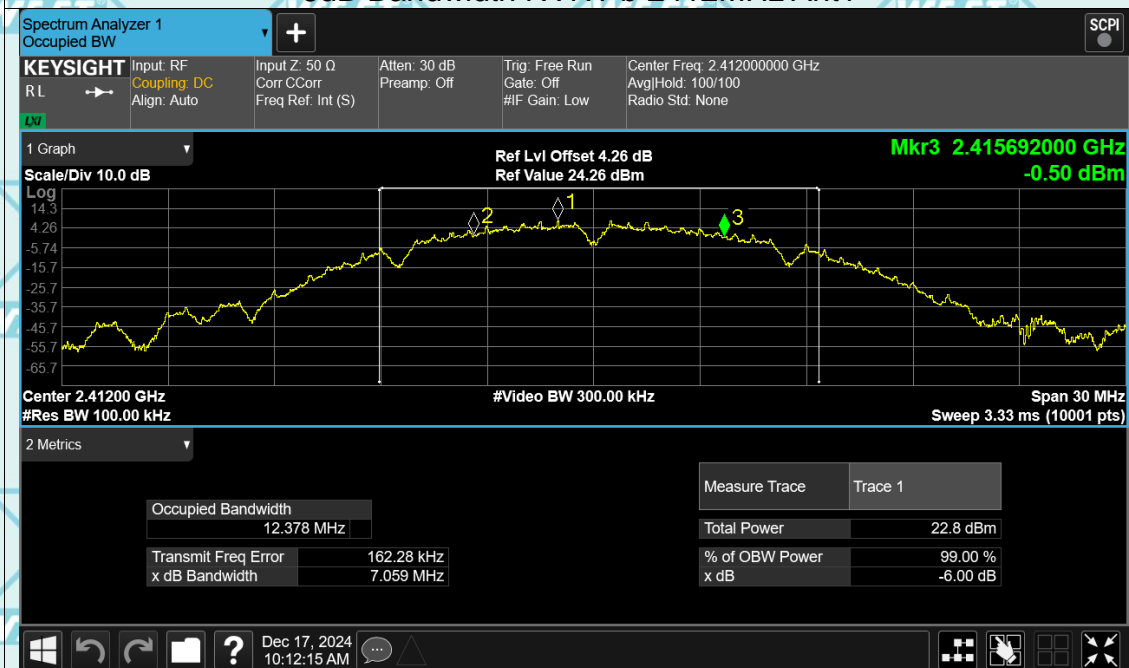 Spectrum Analyzer 1
Occupied BW
+
SCPI
KEYSIGHT
RL
LXI
Input: RF
Coupling: DC
Align: Auto
Input Z: 50 Ω
Corr CCorr
Freq Ref: Int (S)
Atten: 30 dB
Preamp: Off
Trig: Free Run
Gate: Off
#IF Gain: Low
Center Freq: 2.412000000 GHz
Avg|Hold: 100/100
Radio Std: None
1 Graph
Scale/Div 10.0 dB
Ref Lvl Offset 4.26 dB
Ref Value 24.26 dBm
Mkr3 2.415692000 GHz
-0.50 dBm
Log
14.3
4.26
-5.74
-15.7
-25.7
-35.7
-45.7
-55.7
-65.7
2
1
3
Center 2.41200 GHz
#Video BW 300.00 kHz
Span 30 MHz
#Res BW 100.00 kHz
Sweep 3.33 ms (10001 pts)
2 Metrics
Measure Trace
Trace 1
Occupied Bandwidth
12.378 MHz
Total Power
22.8 dBm
Transmit Freq Error
162.28 kHz
% of OBW Power
99.00 %
x dB Bandwidth
7.059 MHz
x dB
-6.00 dB
?
Dec 17, 2024
10:12:15 AM